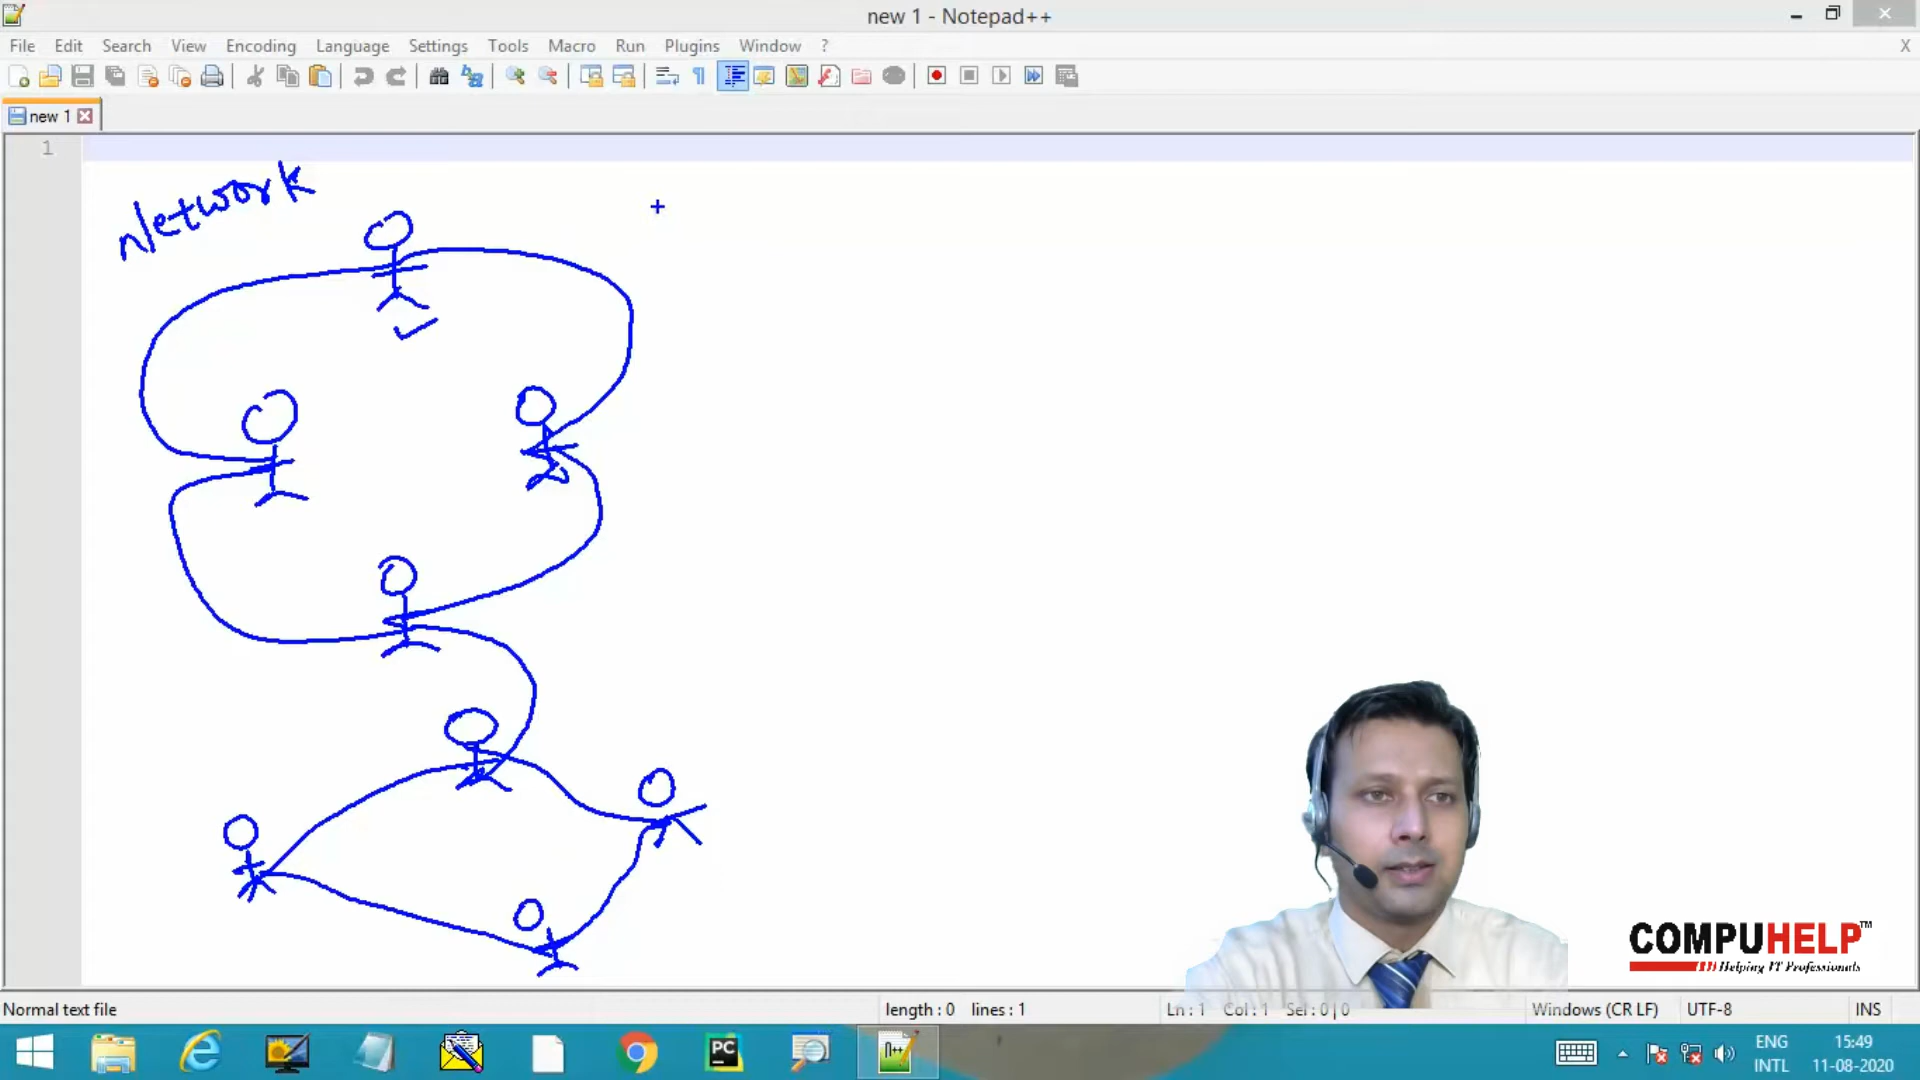 new 1 - Notepad++
File Edit Search View Encoding Language Settings Tools Macro Run Plugins Window ? X
new 1
1
Network
COMPUHELP™
Helping IT Professionals
Normal text file length : 0 lines : 1 Ln : 1 Col : 1 Sel : 0 | 0 Windows (CR LF) UTF-8 INS
PC
n++
ENG 15:49
INTL 11-08-2020